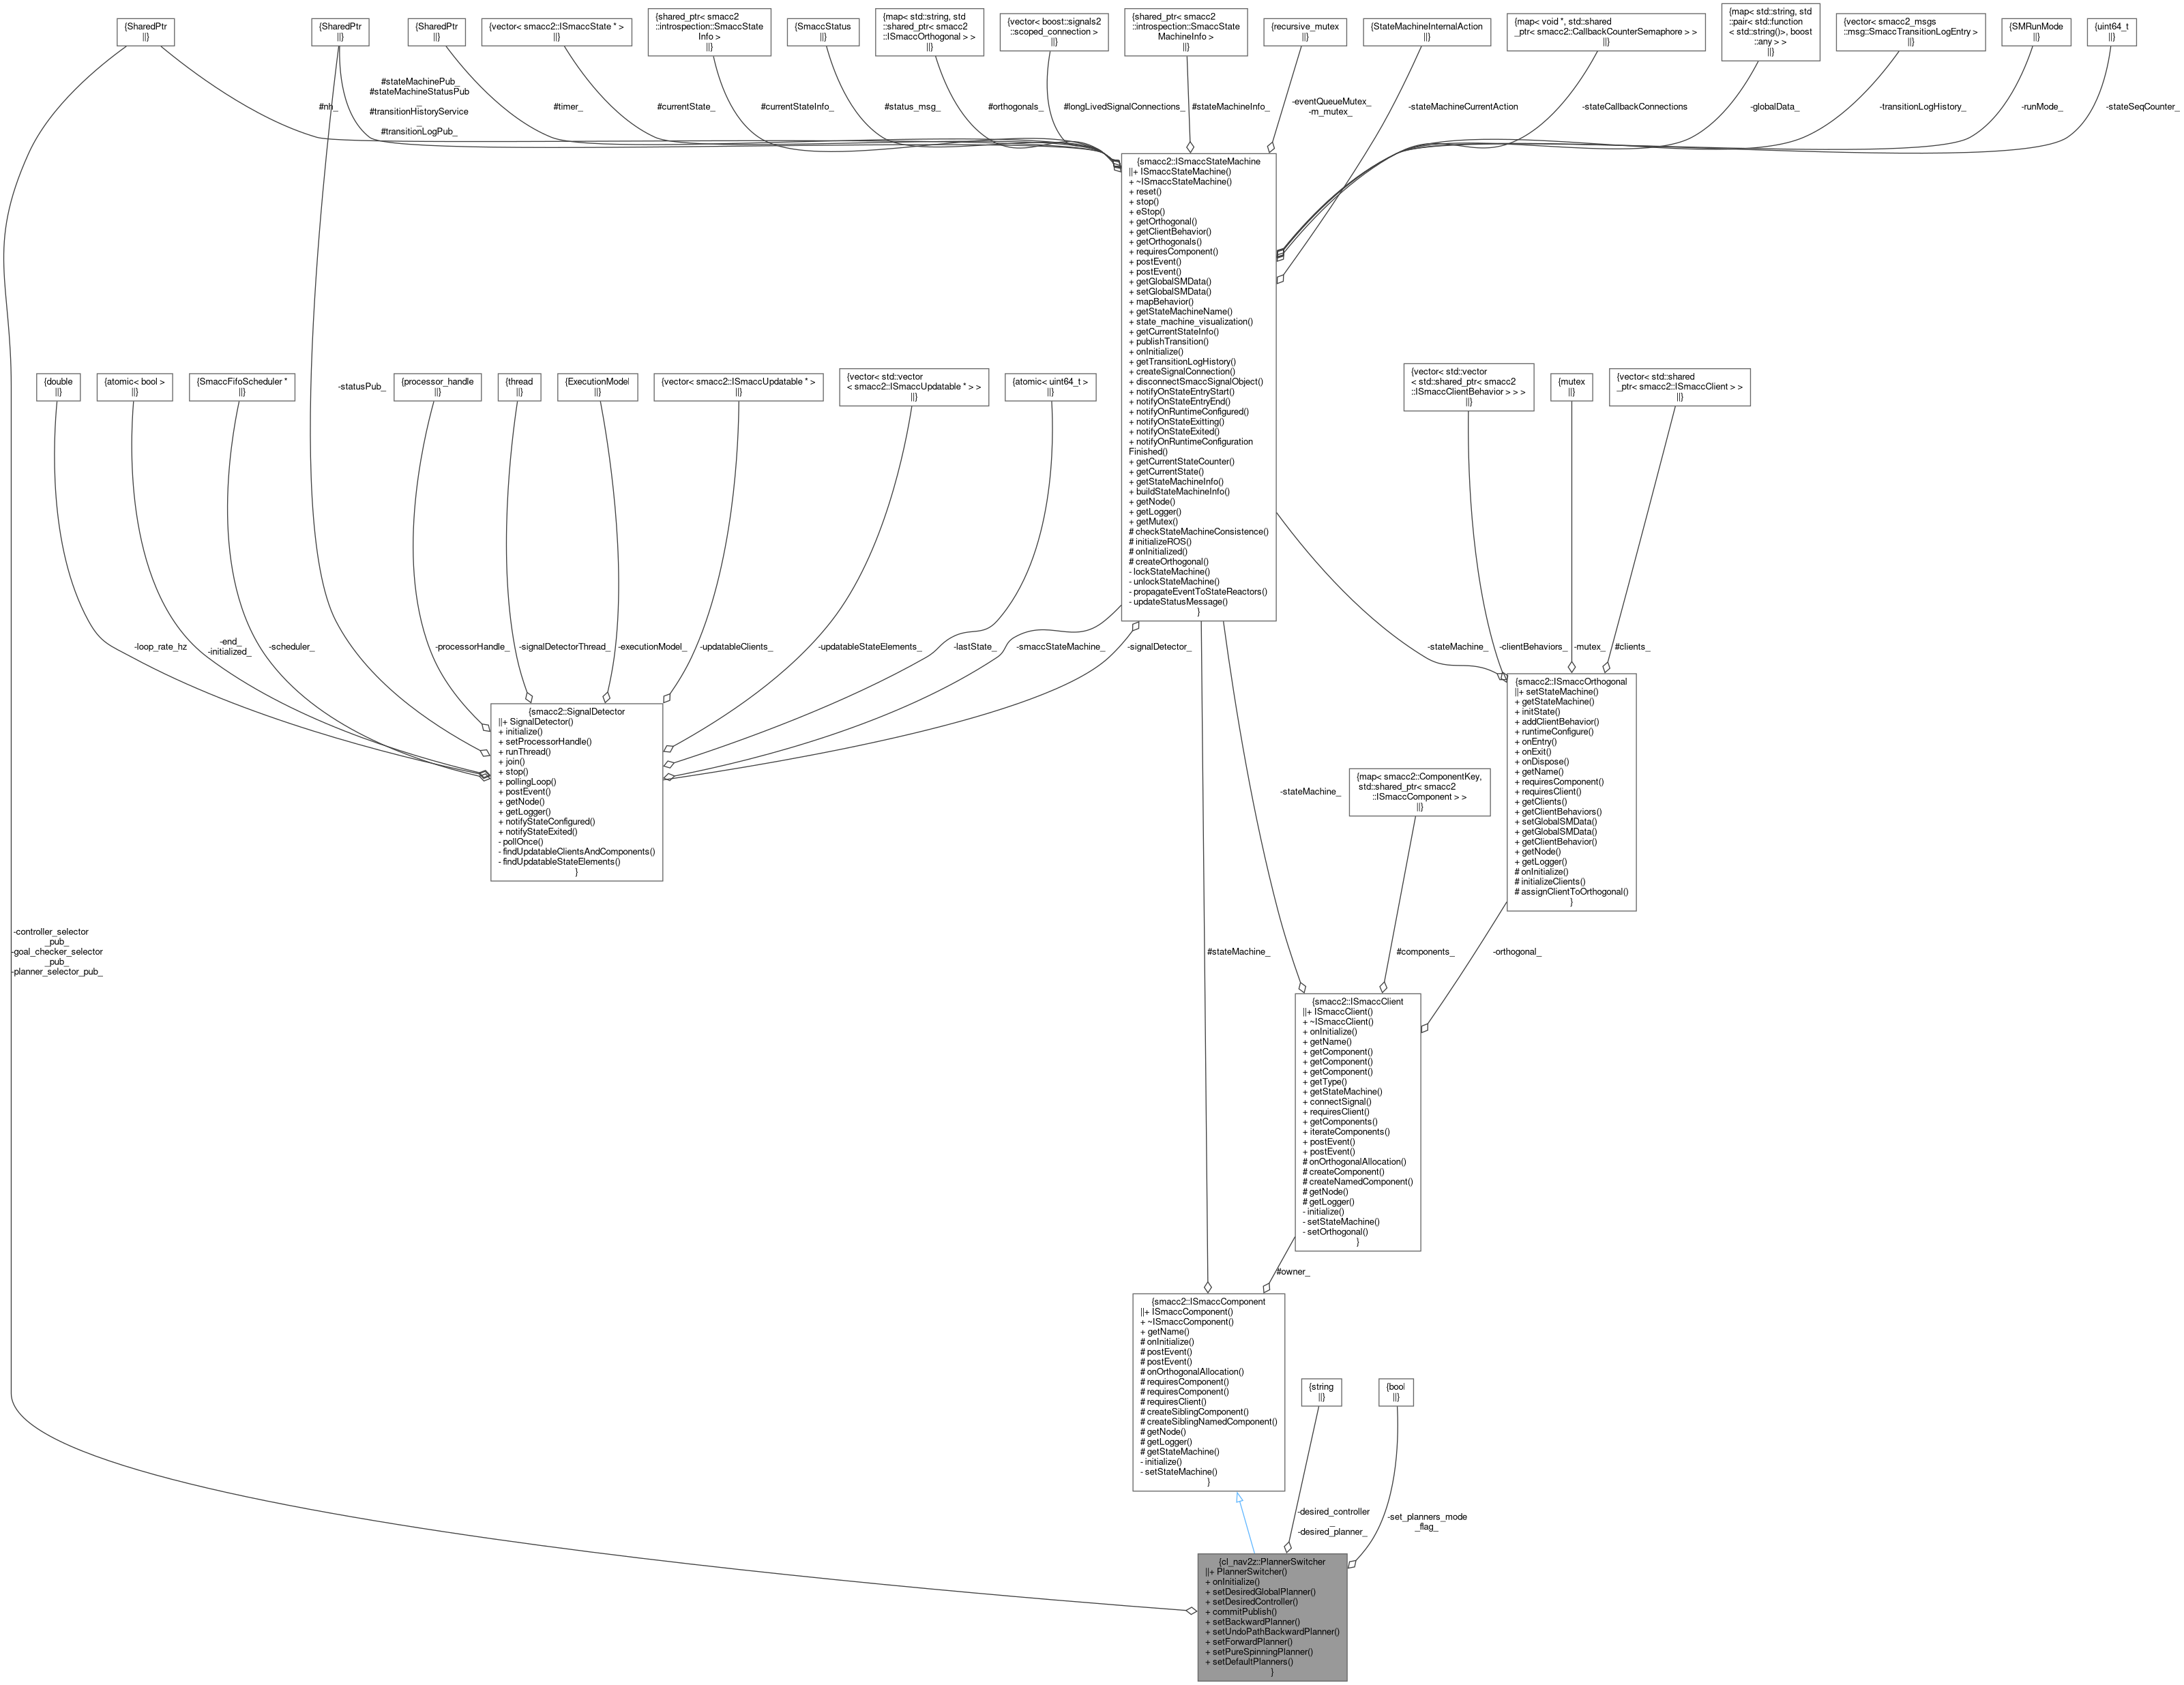 {SharedPtr
||}
{SharedPtr
||}
{SharedPtr
||}
{vector< smacc2::ISmaccState * >
||}
{shared_ptr< smacc2
::introspection::SmaccState
Info >
||}
{SmaccStatus
||}
{map< std::string, std
::shared_ptr< smacc2
::ISmaccOrthogonal > >
||}
{vector< boost::signals2
::scoped_connection >
||}
{shared_ptr< smacc2
::introspection::SmaccState
MachineInfo >
||}
{recursive_mutex
||}
{StateMachineInternalAction
||}
{map< void *, std::shared
_ptr< smacc2::CallbackCounterSemaphore > >
||}
{map< std::string, std
::pair< std::function
< std::string()>, boost
::any > >
||}
{vector< smacc2_msgs
::msg::SmaccTransitionLogEntry >
||}
{SMRunMode
||}
{uint64_t
||}
#nh_
#stateMachinePub_
#stateMachineStatusPub
_
#transitionHistoryService
_
#transitionLogPub_
#timer_
#currentState_
#currentStateInfo_
#status_msg_
#orthogonals_
#longLivedSignalConnections_
#stateMachineInfo_
-eventQueueMutex_
-m_mutex_
-stateMachineCurrentAction
-stateCallbackConnections
-globalData_
-transitionLogHistory_
-runMode_
-stateSeqCounter_
{smacc2::ISmaccStateMachine
||+ ISmaccStateMachine()
+ ~ISmaccStateMachine()
+ reset()
+ stop()
+ eStop()
+ getOrthogonal()
+ getClientBehavior()
+ getOrthogonals()
+ requiresComponent()
+ postEvent()
+ postEvent()
+ getGlobalSMData()
+ setGlobalSMData()
+ mapBehavior()
+ getStateMachineName()
+ state_machine_visualization()
+ getCurrentStateInfo()
+ publishTransition()
+ onInitialize()
+ getTransitionLogHistory()
+ createSignalConnection()
+ disconnectSmaccSignalObject()
+ notifyOnStateEntryStart()
+ notifyOnStateEntryEnd()
+ notifyOnRuntimeConfigured()
+ notifyOnStateExitting()
+ notifyOnStateExited()
+ notifyOnRuntimeConfiguration
Finished()
+ getCurrentStateCounter()
+ getCurrentState()
+ getStateMachineInfo()
+ buildStateMachineInfo()
+ getNode()
+ getLogger()
+ getMutex()
# checkStateMachineConsistence()
# initializeROS()
# onInitialized()
# createOrthogonal()
- lockStateMachine()
- unlockStateMachine()
- propagateEventToStateReactors()
- updateStatusMessage()
}
{double
||}
{atomic< bool >
||}
{SmaccFifoScheduler *
||}
-statusPub_
{processor_handle
||}
{thread
||}
{ExecutionModel
||}
{vector< smacc2::ISmaccUpdatable * >
||}
{vector< std::vector
< smacc2::ISmaccUpdatable * > >
||}
{atomic< uint64_t >
||}
{vector< std::vector
< std::shared_ptr< smacc2
::ISmaccClientBehavior > > >
||}
{mutex
||}
{vector< std::shared
_ptr< smacc2::ISmaccClient > >
||}
-loop_rate_hz
-end_
-initialized_
-scheduler_
-processorHandle_
-signalDetectorThread_
-executionModel_
-updatableClients_
-updatableStateElements_
-lastState_
-smaccStateMachine_
-signalDetector_
-stateMachine_
-clientBehaviors_
-mutex_
#clients_
{smacc2::SignalDetector
||+ SignalDetector()
+ initialize()
+ setProcessorHandle()
+ runThread()
+ join()
+ stop()
+ pollingLoop()
+ postEvent()
+ getNode()
+ getLogger()
+ notifyStateConfigured()
+ notifyStateExited()
- pollOnce()
- findUpdatableClientsAndComponents()
- findUpdatableStateElements()
}
{smacc2::ISmaccOrthogonal
||+ setStateMachine()
+ getStateMachine()
+ initState()
+ addClientBehavior()
+ runtimeConfigure()
+ onEntry()
+ onExit()
+ onDispose()
+ getName()
+ requiresComponent()
+ requiresClient()
+ getClients()
+ getClientBehaviors()
+ setGlobalSMData()
+ getGlobalSMData()
+ getClientBehavior()
+ getNode()
+ getLogger()
# onInitialize()
# initializeClients()
# assignClientToOrthogonal()
}
-stateMachine_
{map< smacc2::ComponentKey,
std::shared_ptr< smacc2
::ISmaccComponent > >
||}
-controller_selector
_pub_
-goal_checker_selector
_pub_
-planner_selector_pub_
#stateMachine_
#components_
-orthogonal_
{smacc2::ISmaccClient
||+ ISmaccClient()
+ ~ISmaccClient()
+ onInitialize()
+ getName()
+ getComponent()
+ getComponent()
+ getComponent()
+ getType()
+ getStateMachine()
+ connectSignal()
+ requiresClient()
+ getComponents()
+ iterateComponents()
+ postEvent()
+ postEvent()
# onOrthogonalAllocation()
# createComponent()
# createNamedComponent()
# getNode()
# getLogger()
- initialize()
- setStateMachine()
- setOrthogonal()
}
#owner_
{smacc2::ISmaccComponent
||+ ISmaccComponent()
+ ~ISmaccComponent()
+ getName()
# onInitialize()
# postEvent()
# postEvent()
# onOrthogonalAllocation()
# requiresComponent()
# requiresComponent()
# requiresClient()
# createSiblingComponent()
# createSiblingNamedComponent()
# getNode()
# getLogger()
# getStateMachine()
- initialize()
- setStateMachine()
}
{string
||}
{bool
||}
-desired_controller
_
-desired_planner_
-set_planners_mode
_flag_
{cl_nav2z::PlannerSwitcher
||+ PlannerSwitcher()
+ onInitialize()
+ setDesiredGlobalPlanner()
+ setDesiredController()
+ commitPublish()
+ setBackwardPlanner()
+ setUndoPathBackwardPlanner()
+ setForwardPlanner()
+ setPureSpinningPlanner()
+ setDefaultPlanners()
}